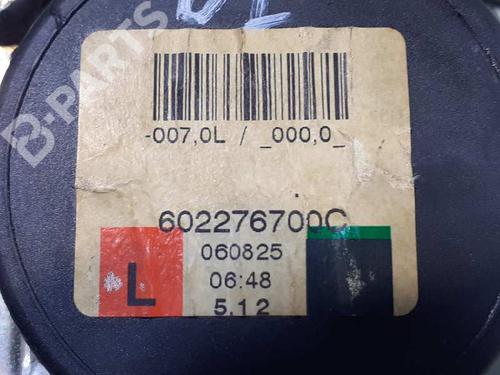 B-PARTS
-007,0L / _000,0_
602276700C
060825
L
06:48
5.12